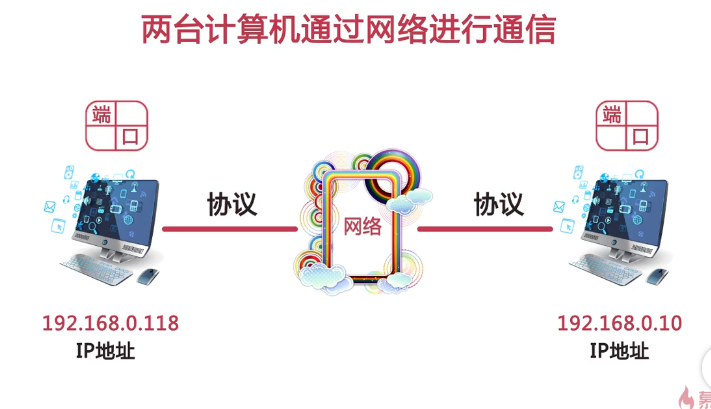 两台计算机通过网络进行通信
端口
端口
协议
网络
协议
192.168.0.118
192.168.0.10
IP地址
IP地址